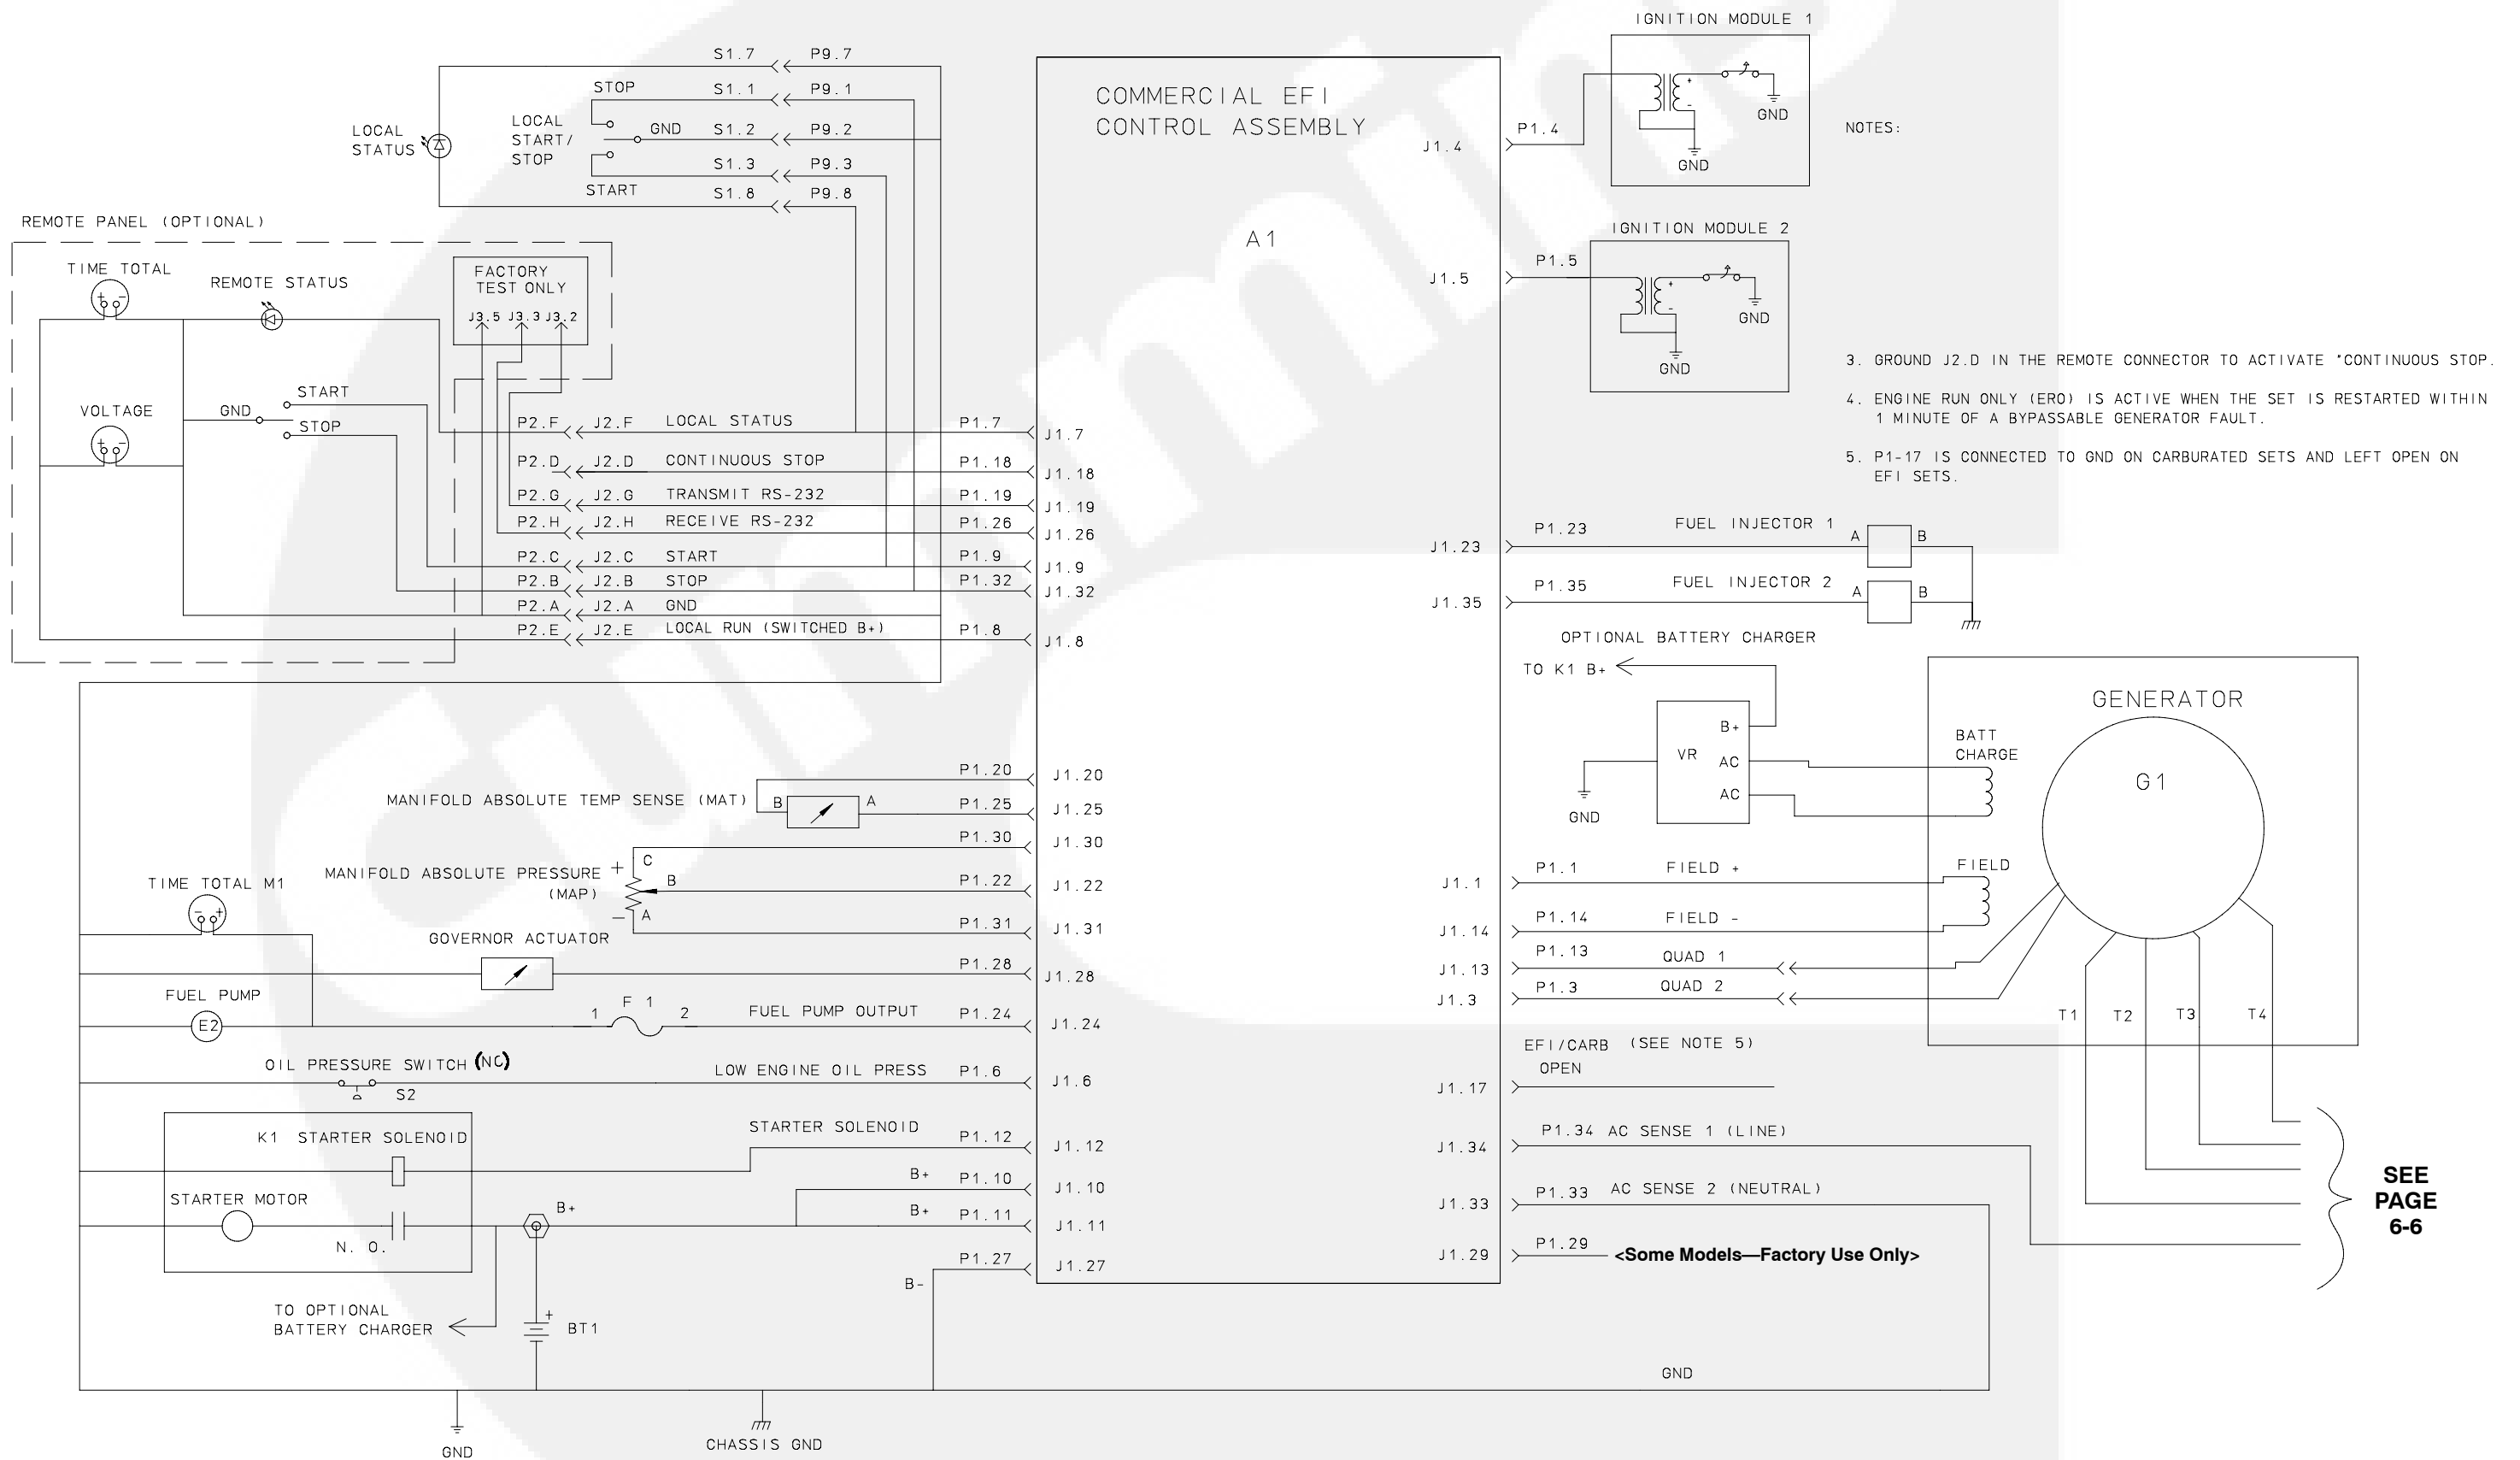 IGNITION MODULE 1
S1.7 P9.7
STOP S1.1 P9.1
COMMERCIAL EFI
CONTROL ASSEMBLY
LOCAL
START/
STOP
GND S1.2 P9.2
LOCAL
STATUS
S1.3 P9.3
START
S1.8 P9.8
J1.4 P1.4
+
-
GND
GND
NOTES:
REMOTE PANEL (OPTIONAL)
A1
IGNITION MODULE 2
J1.5 P1.5
+
-
GND
GND
TIME TOTAL
+ -
REMOTE STATUS
FACTORY
TEST ONLY
J3.5 J3.3 J3.2
3. GROUND J2.D IN THE REMOTE CONNECTOR TO ACTIVATE "CONTINUOUS STOP.
4. ENGINE RUN ONLY (ERO) IS ACTIVE WHEN THE SET IS RESTARTED WITHIN
1 MINUTE OF A BYPASSABLE GENERATOR FAULT.
5. P1-17 IS CONNECTED TO GND ON CARBURATED SETS AND LEFT OPEN ON
EFI SETS.
VOLTAGE
+ -
START
GND
STOP
P2.F J2.F LOCAL STATUS P1.7 J1.7
P2.D J2.D CONTINUOUS STOP P1.18 J1.18
P2.G J2.G TRANSMIT RS-232 P1.19 J1.19
P2.H J2.H RECEIVE RS-232 P1.26 J1.26
P2.C J2.C START P1.9 J1.9
P2.B J2.B STOP P1.32 J1.32
P2.A J2.A GND
P2.E J2.E LOCAL RUN (SWITCHED B+) P1.8 J1.8
J1.23 P1.23 FUEL INJECTOR 1 A B
J1.35 P1.35 FUEL INJECTOR 2 A B
OPTIONAL BATTERY CHARGER
TO K1 B+
B+
VR AC
AC
GND
GENERATOR
BATT
CHARGE
G1
P1.20 J1.20
MANIFOLD ABSOLUTE TEMP SENSE (MAT) B A P1.25 J1.25
P1.30 J1.30
MANIFOLD ABSOLUTE PRESSURE
(MAP)
+ C
B P1.22 J1.22
- A P1.31 J1.31
TIME TOTAL M1
- +
GOVERNOR ACTUATOR
P1.28 J1.28
FUEL PUMP
E2
1 F 1 2 FUEL PUMP OUTPUT P1.24 J1.24
OIL PRESSURE SWITCH (NC)
S2
LOW ENGINE OIL PRESS P1.6 J1.6
J1.1 P1.1 FIELD + FIELD
J1.14 P1.14 FIELD -
J1.13 P1.13 QUAD 1
J1.3 P1.3 QUAD 2
T1 T2 T3 T4
EFI/CARB (SEE NOTE 5)
OPEN
J1.17
K1 STARTER SOLENOID
STARTER SOLENOID P1.12 J1.12
B+ P1.10 J1.10
STARTER MOTOR
N. O.
B+
B+ P1.11 J1.11
P1.27 J1.27
B-
J1.34 P1.34 AC SENSE 1 (LINE)
J1.33 P1.33 AC SENSE 2 (NEUTRAL)
J1.29 P1.29 <Some Models—Factory Use Only>
SEE
PAGE
6-6
TO OPTIONAL
BATTERY CHARGER
+
BT1
GND
GND
CHASSIS GND
Cummins